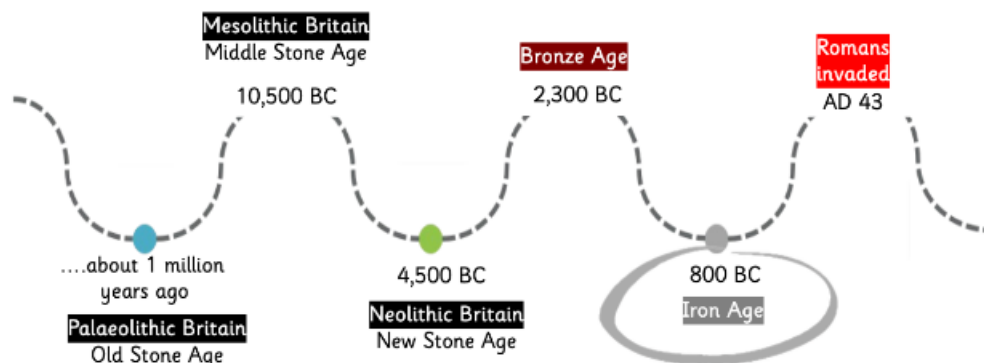 Mesolithic Britain
Middle Stone Age
10,500 BC
Bronze Age
2,300 BC
Romans
invaded
AD 43
....about 1 million
years ago
Palaeolithic Britain
Old Stone Age
4,500 BC
Neolithic Britain
New Stone Age
800 BC
Iron Age